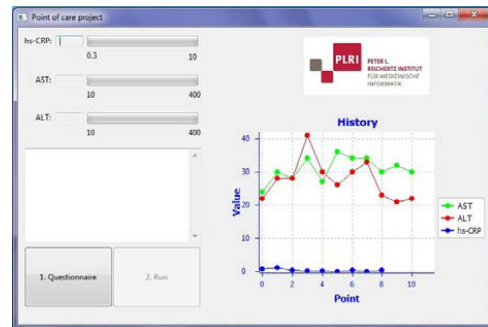 Point of care project
hs-CRP:
0.3 10
AST:
10 400
ALT:
10 400
1. Questionnaire
2. Run
PLRI
PETER L.
REICHERTZ INSTITUT
FÜR MEDIZINISCHE
INFORMATIK
History
Value
40
30
20
10
0
0 2 4 6 8 10
Point
AST
ALT
hs-CRP